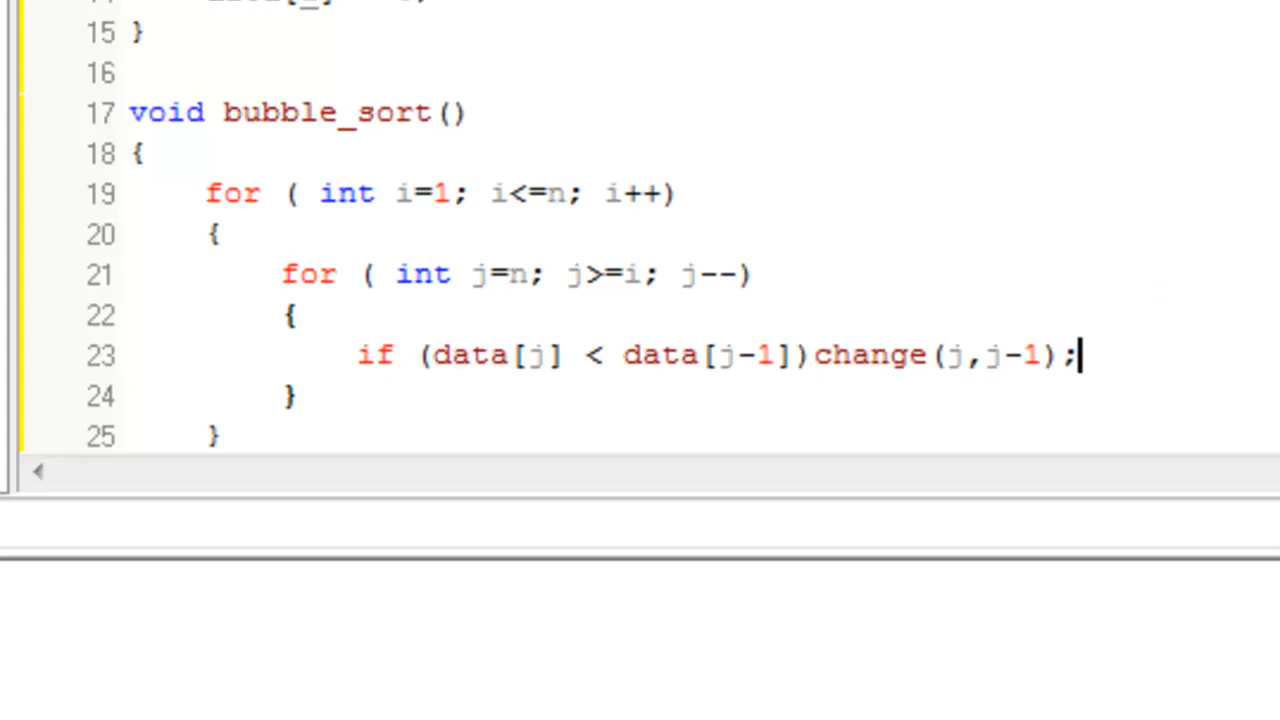 15 }
16
17 void bubble_sort()
18 {
19 for ( int i=1; i<=n; i++)
20 {
21 for ( int j=n; j>=i; j--)
22 {
23 if (data[j] < data[j-1])change(j,j-1);
24 }
25 }